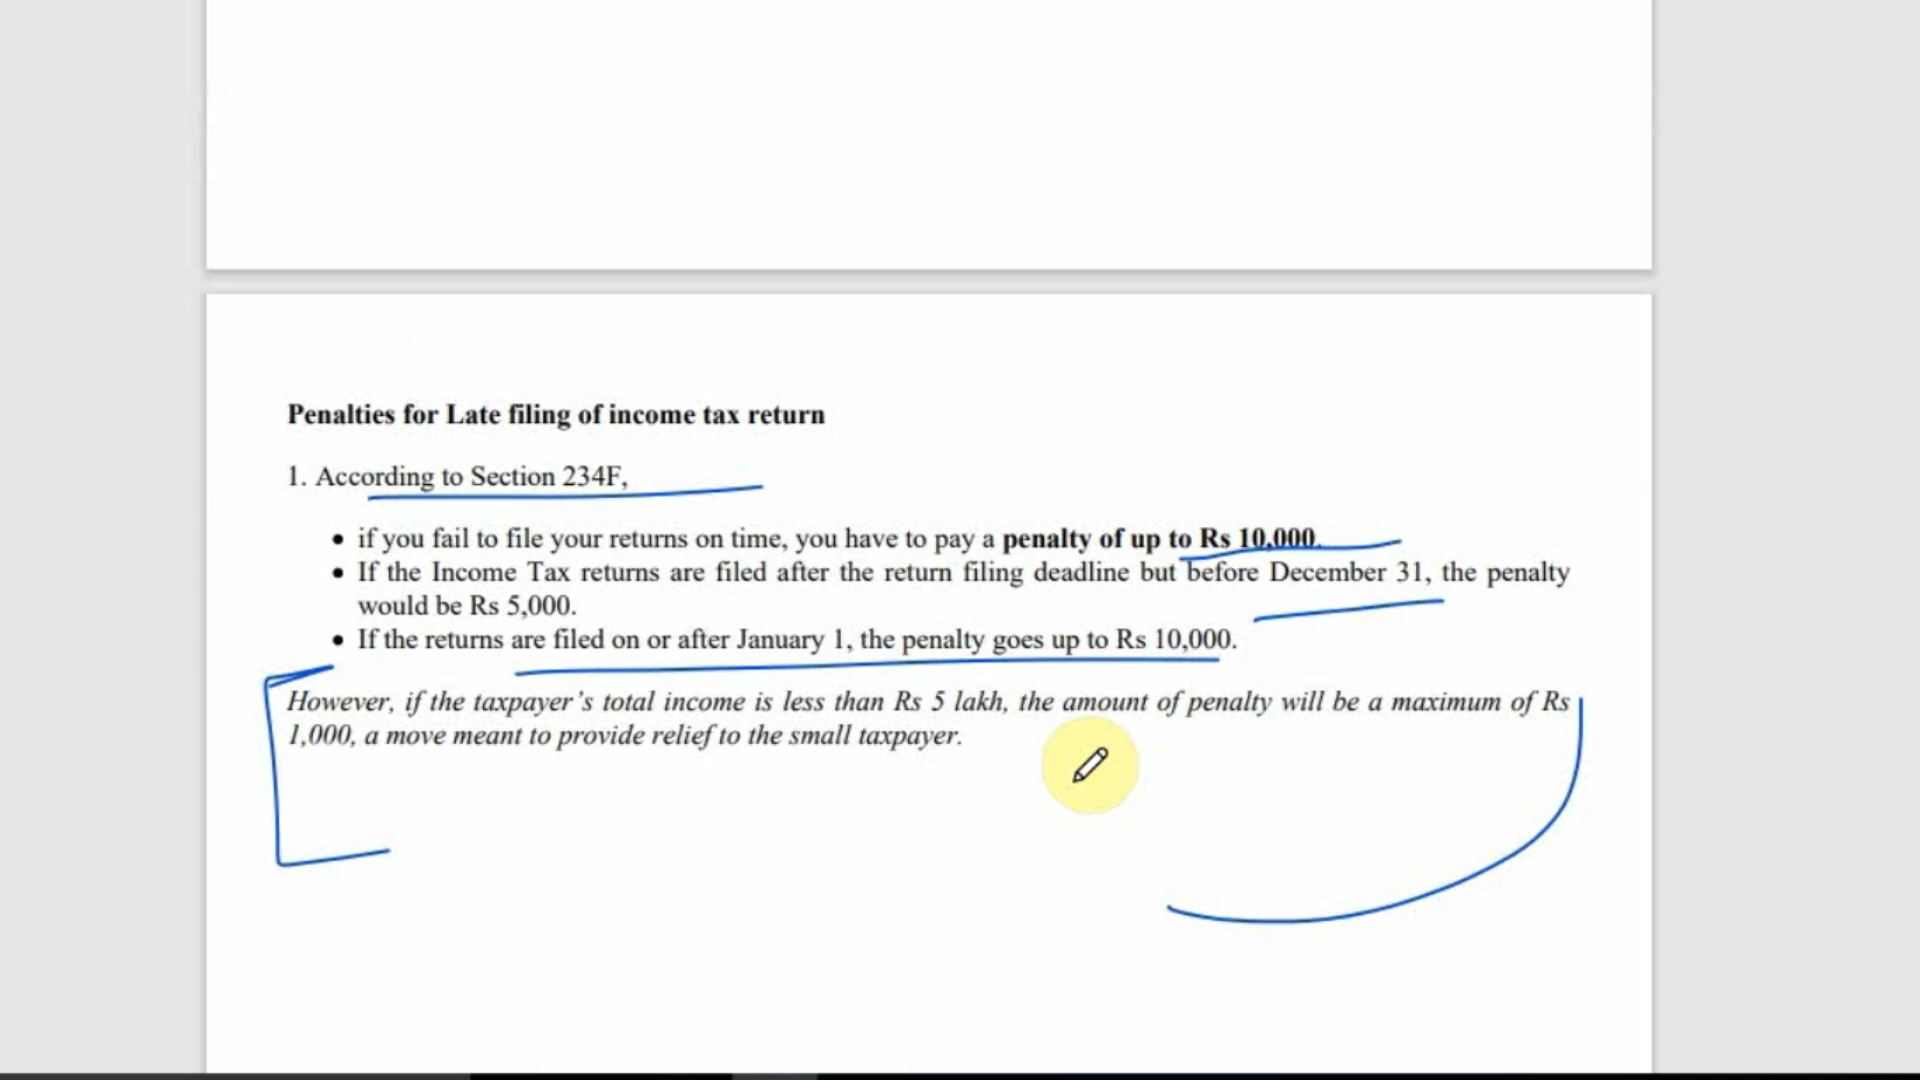 Penalties for Late filing of income tax return
1. According to Section 234F,
• if you fail to file your returns on time, you have to pay a penalty of up to Rs 10,000.
• If the Income Tax returns are filed after the return filing deadline but before December 31, the penalty
would be Rs 5,000.
• If the returns are filed on or after January 1, the penalty goes up to Rs 10,000.
However, if the taxpayer's total income is less than Rs 5 lakh, the amount of penalty will be a maximum of Rs
1,000, a move meant to provide relief to the small taxpayer.